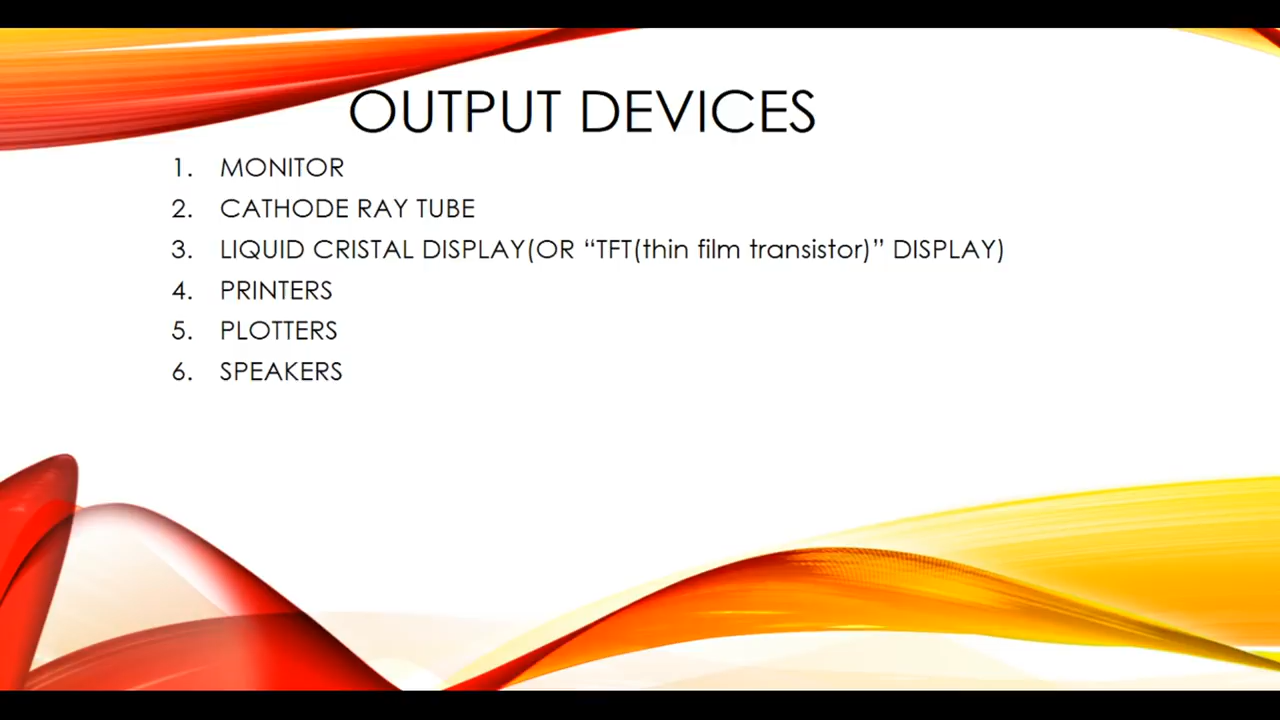 OUTPUT DEVICES
1. MONITOR
2. CATHODE RAY TUBE
3. LIQUID CRISTAL DISPLAY(OR “TFT(thin film transistor)” DISPLAY)
4. PRINTERS
5. PLOTTERS
6. SPEAKERS